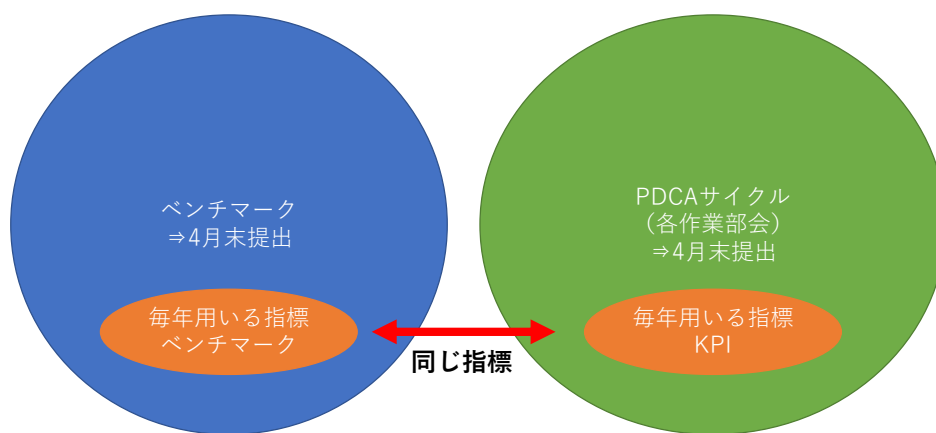 ベンチマーク
⇒4月末提出
毎年用いる指標
ベンチマーク
同じ指標
PDCAサイクル
（各作業部会）
⇒4月末提出
毎年用いる指標
KPI